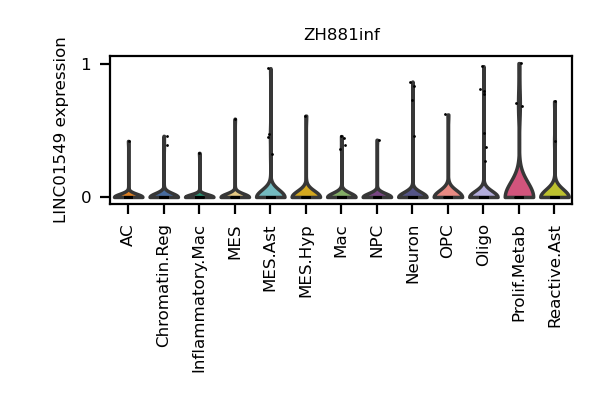 ZH881inf
LINC01549 expression
1
0
AC
Chromatin.Reg
Inflammatory.Mac
MES
MES.Ast
MES.Hyp
Mac
NPC
Neuron
OPC
Oligo
Prolif.Metab
Reactive.Ast